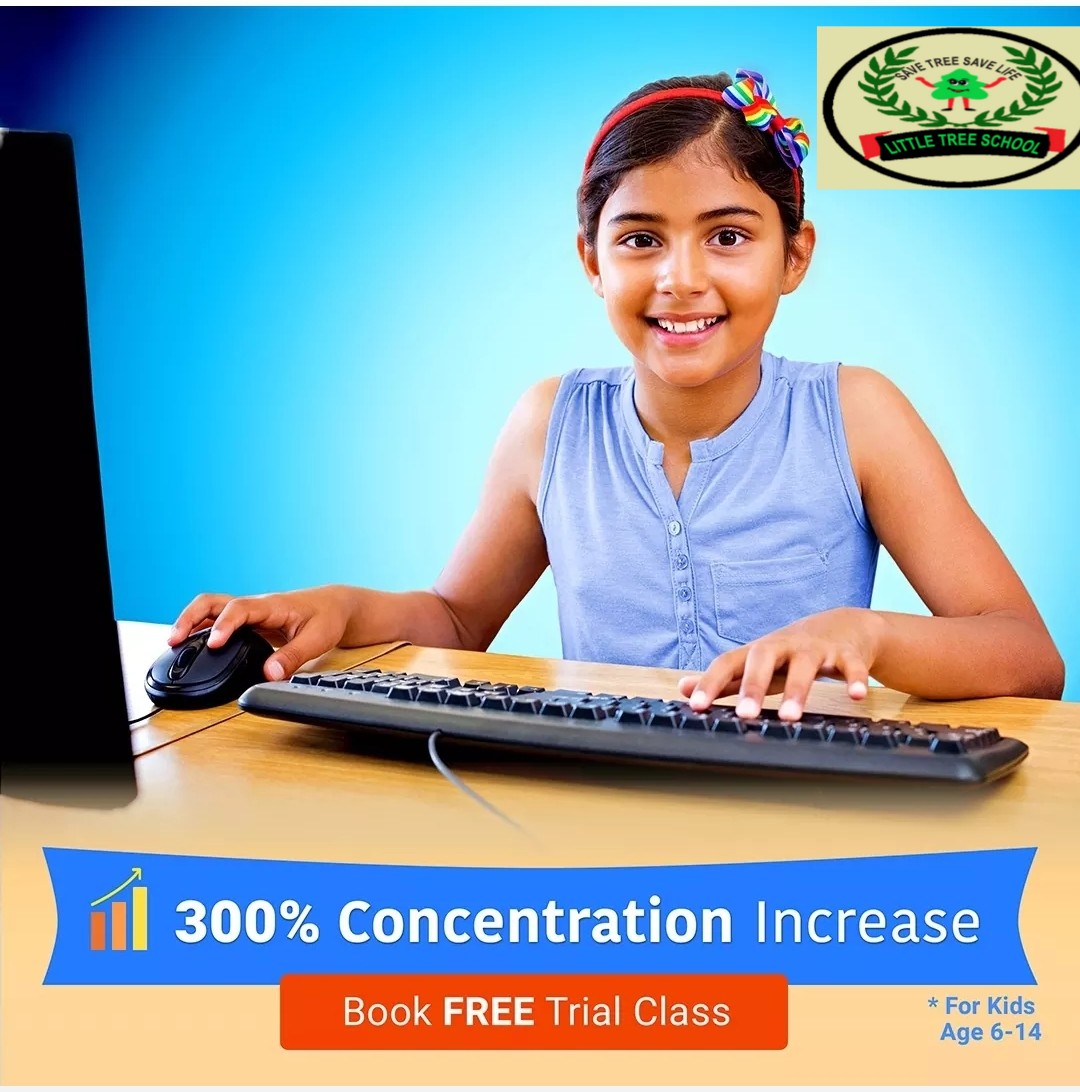 SAVE TREE SAVE LIFE
LITTLE TREE SCHOOL
300% Concentration Increase
Book FREE Trial Class
* For Kids
Age 6-14